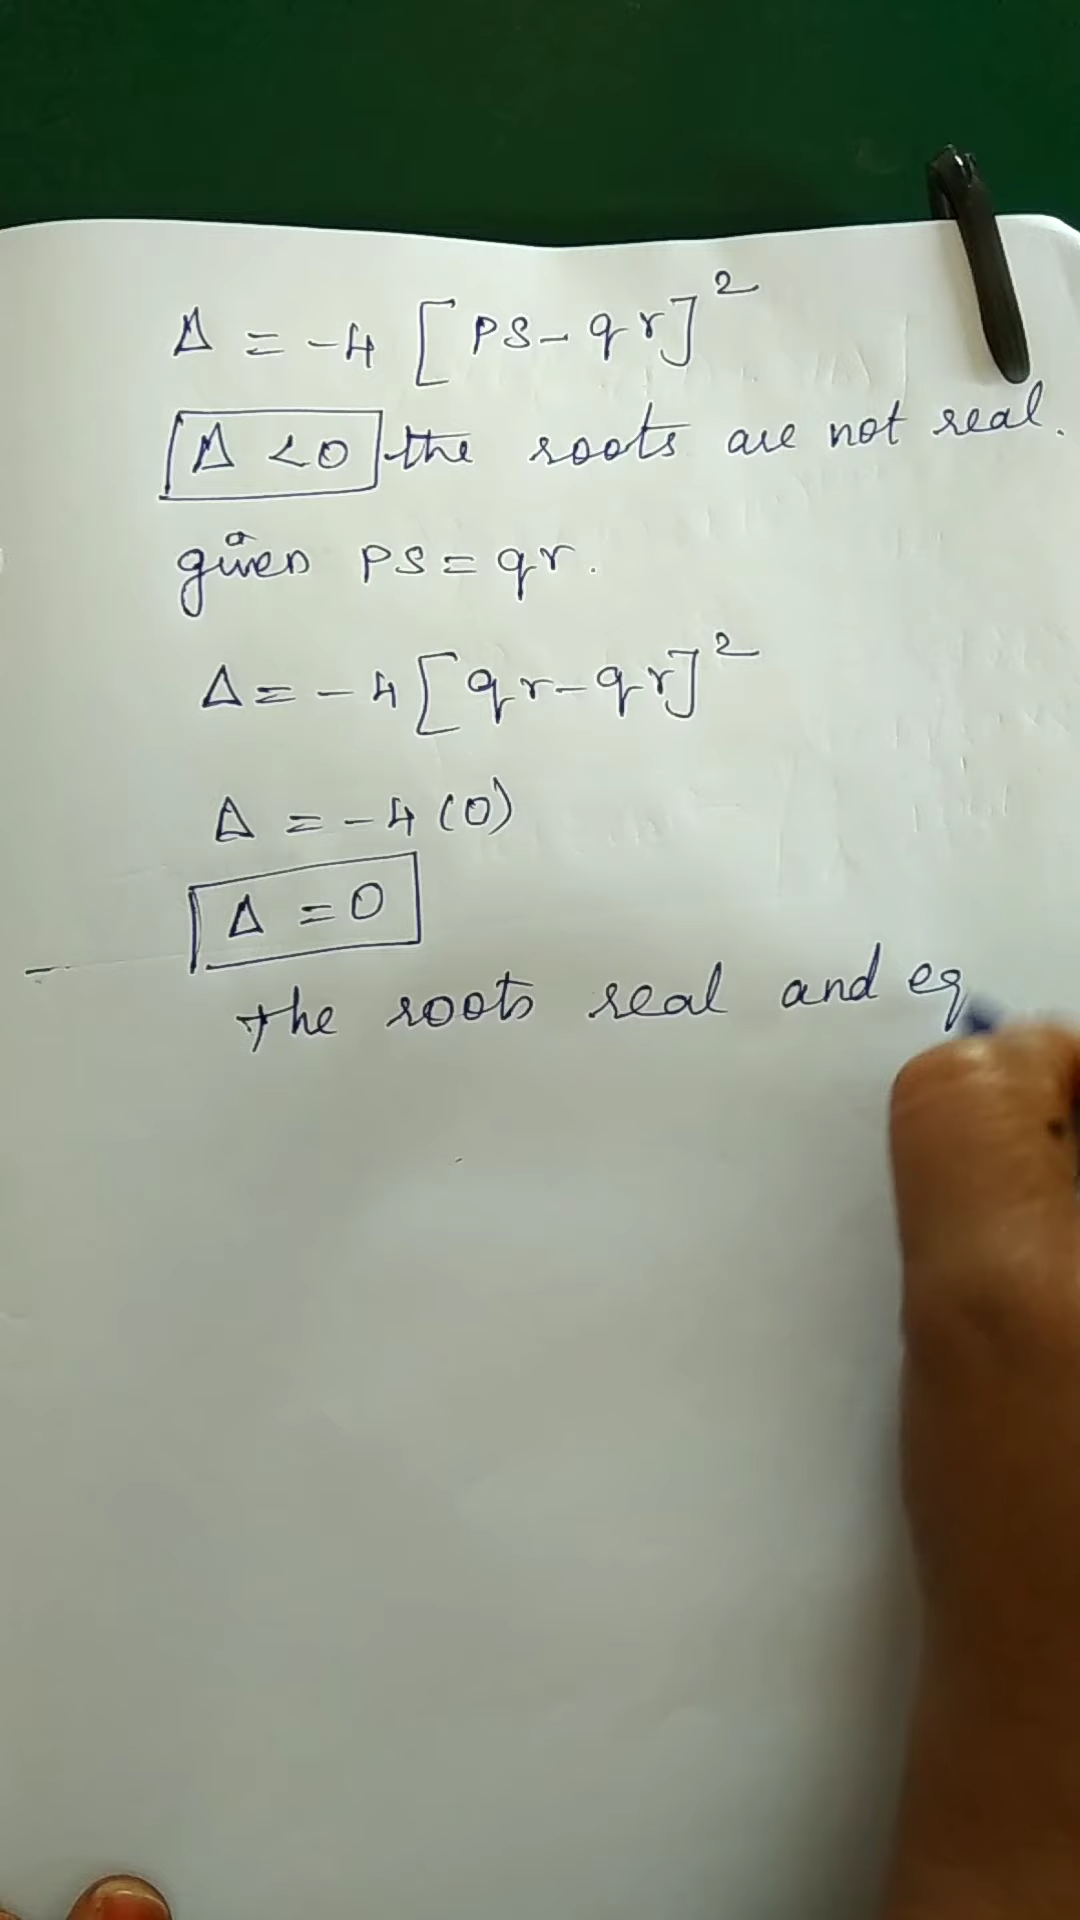 Δ = -4 [PS-qr]²
Δ <0 the roots are not real.
given PS = qr.
Δ = -4 [qr-qr]²
Δ = -4 (0)
Δ = 0
The roots real and eq